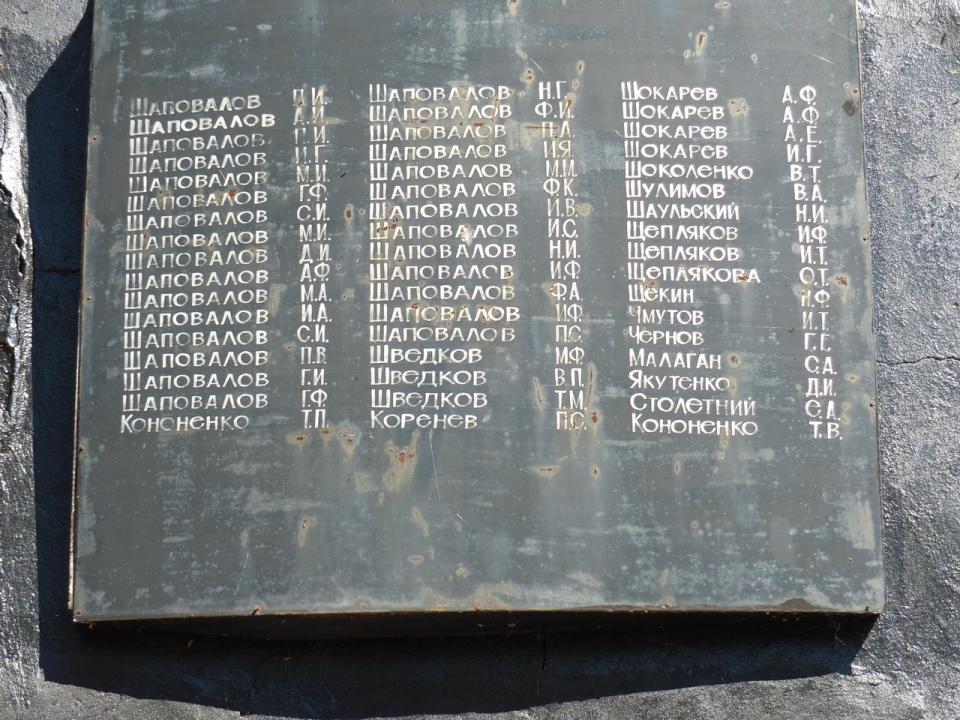 Шаповалов
Шаповалов А.И.
Шаповалов Г.И.
Шаповалов
Шаповалов М.И.
Шаповалов Г.Ф.
Шаповалов С.И.
Шаповалов М.И.
Шаповалов Д.И.
Шаповалов А.Ф.
Шаповалов М.А.
Шаповалов И.А.
Шаповалов С.И.
Шаповалов П.В.
Шаповалов Г.И.
Шаповалов Г.Ф.
Кононенко Т.П.
Шаповалов Н.Г.
Шаповалов Ф.И.
Шаповалов
Шаповалов И.Я.
Шаповалов М.И.
Шаповалов Ф.К.
Шаповалов И.В.
Шаповалов И.С.
Шаповалов Н.И.
Шаповалов И.Ф.
Шаповалов Ф.А.
Шаповалов И.Ф.
Шаповалов П.С.
Шведков М.Ф.
Шведков В.П.
Шведков Т.М.
Коренев П.С.
Шокарев А.Ф.
Шокарев А.Ф.
Шокарев А.Е.
Шокарев И.Г.
Шоколенко В.Т.
Шулимов В.А.
Шаульский Н.И.
Щепляков И.Ф.
Щепляков И.Т.
Щеплякова О.Т.
Щекин Н.Ф.
Чмутов И.Т.
Чернов Г.Г.
Малаган С.А.
Якутенко Д.И.
Столетний С.А.
Кононенко Т.В.